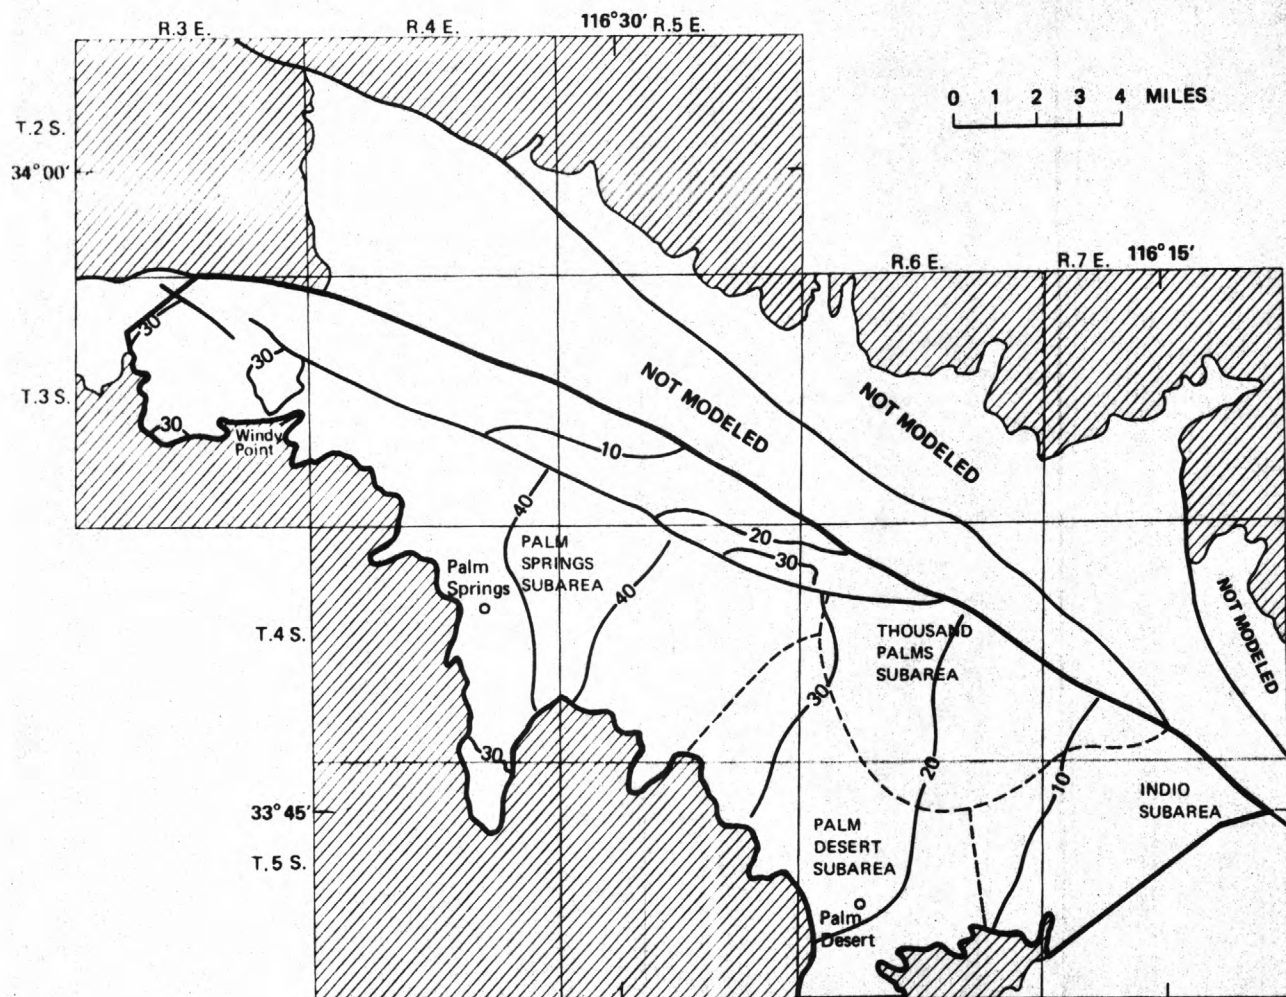 R.3 E.
R.4 E.
116°30'
R.5 E.
0 1 2 3 4 MILES
T.2 S.
34°00'
R.6 E.
R.7 E.
116°15'
30
30
T.3 S.
NOT MODELED
NOT MODELED
30
Windy
Point
10
40
20
30
PALM
SPRINGS
SUBAREA
Palm
Springs
40
NOT MODELED
T.4 S.
THOUSAND
PALMS
SUBAREA
30
30
20
10
INDIO
SUBAREA
33°45'
PALM
DESERT
SUBAREA
T.5 S.
Palm
Desert